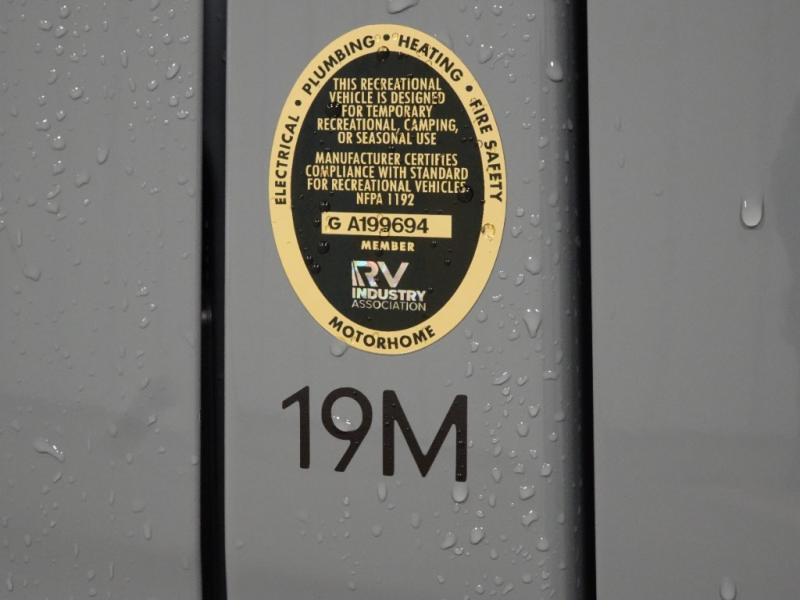 ELECTRICAL • PLUMBING • HEATING • FIRE SAFETY
THIS RECREATIONAL
VEHICLE IS DESIGNED
FOR TEMPORARY
RECREATIONAL, CAMPING,
OR SEASONAL USE
MANUFACTURER CERTIFIES
COMPLIANCE WITH STANDARD
FOR RECREATIONAL VEHICLES
NFPA 1192
G A199694
MEMBER
RV
INDUSTRY
ASSOCIATION
MOTORHOME
19M